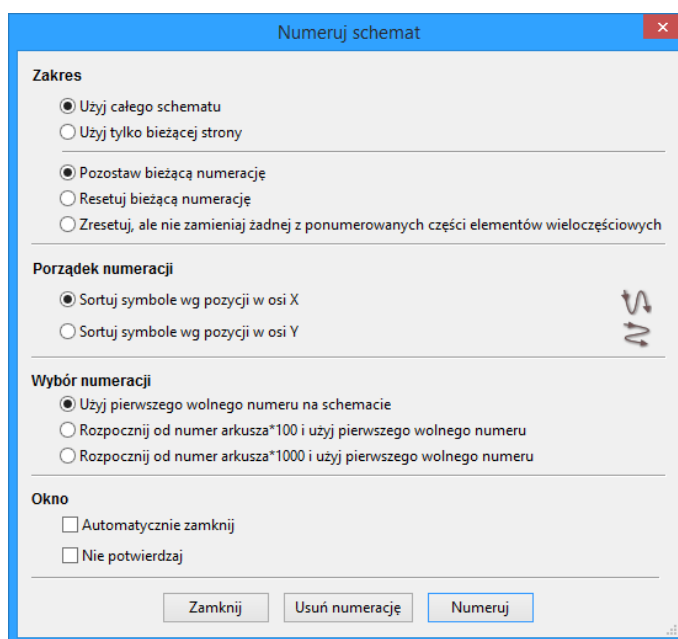 Numeruj schemat
Zakres
Użyj całego schematu
Użyj tylko bieżącej strony
Pozostaw bieżącą numerację
Resetuj bieżącą numerację
Zresetuj, ale nie zamieniaj żadnej z ponumerowanych części elementów wieloczęściowych
Porządek numeracji
Sortuj symbole wg pozycji w osi X
Sortuj symbole wg pozycji w osi Y
Wybór numeracji
Użyj pierwszego wolnego numeru na schemacie
Rozpocznij od numer arkusza*100 i użyj pierwszego wolnego numeru
Rozpocznij od numer arkusza*1000 i użyj pierwszego wolnego numeru
Okno
Automatycznie zamknij
Nie potwierdzaj
Zamknij Usuń numerację Numeruj